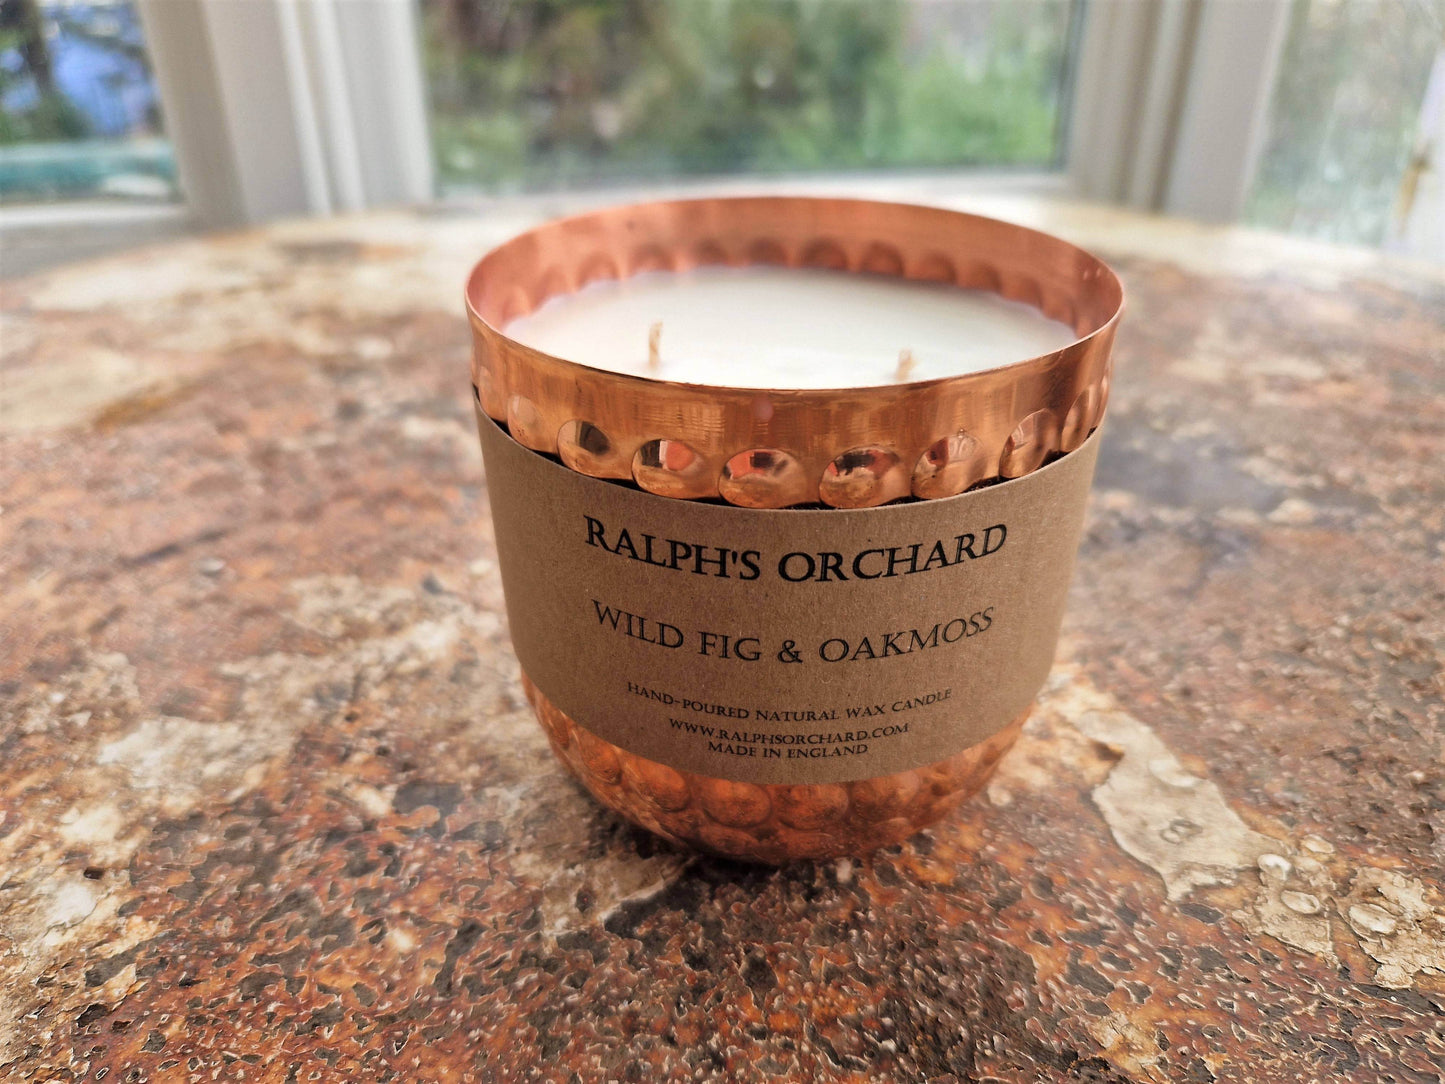 RALPH'S ORCHARD
WILD FIG & OAKMOSS
HAND-POURED NATURAL WAX CANDLE
WWW.RALPHSORCHARD.COM
MADE IN ENGLAND